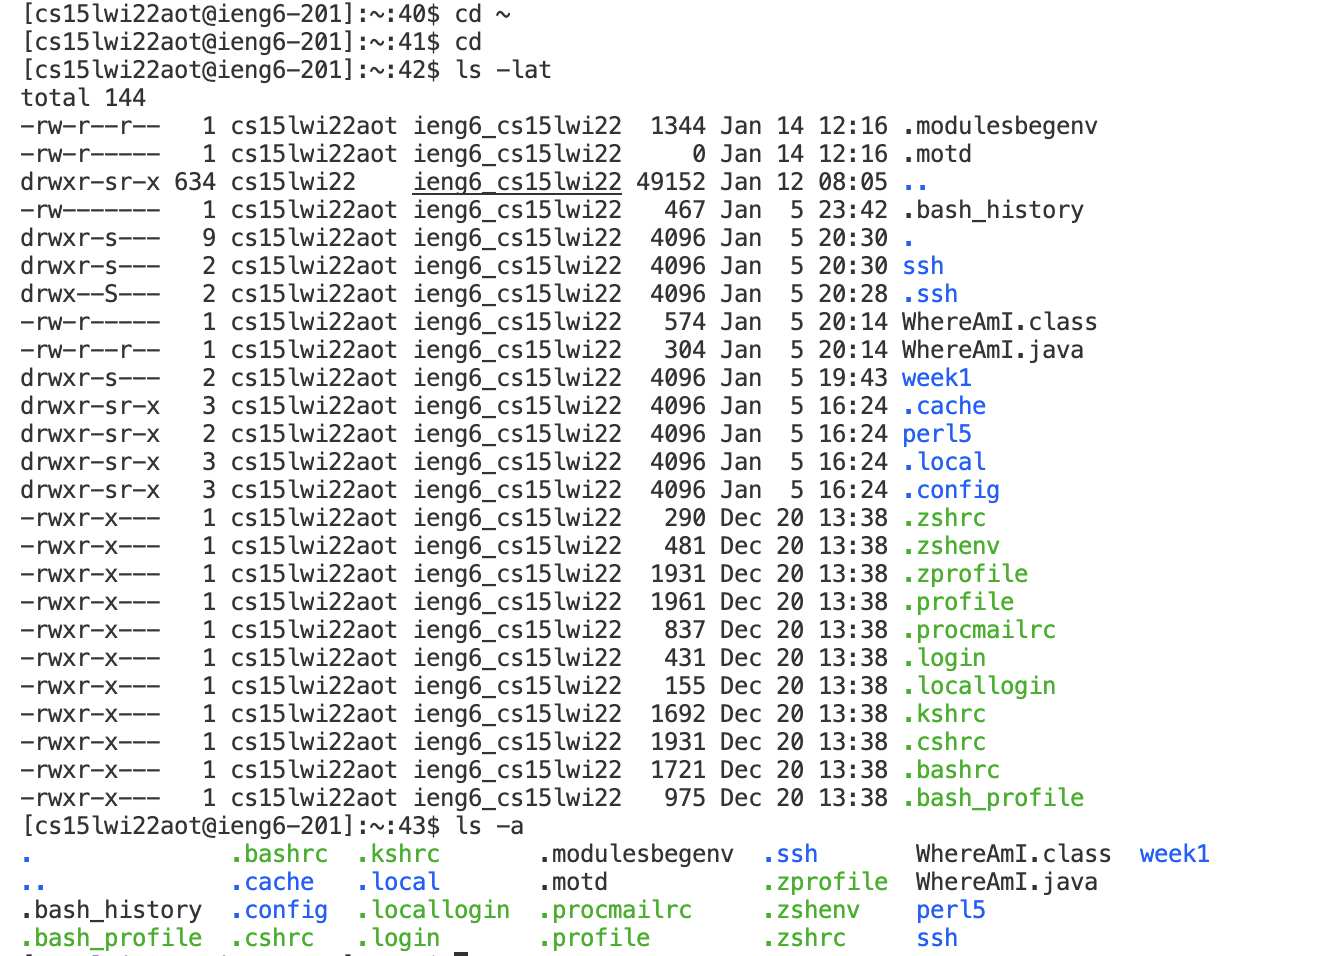 [cs15lwi22aot@ieng6-201]:~:40$ cd ~
[cs15lwi22aot@ieng6-201]:~:41$ cd
[cs15lwi22aot@ieng6-201]:~:42$ ls -lat
total 144
-rw-r--r--   1 cs15lwi22aot ieng6_cs15lwi22  1344 Jan 14 12:16 .modulesbegenv
-rw-r-----   1 cs15lwi22aot ieng6_cs15lwi22     0 Jan 14 12:16 .motd
drwxr-sr-x 634 cs15lwi22    ieng6_cs15lwi22 49152 Jan 12 08:05 ..
-rw-------   1 cs15lwi22aot ieng6_cs15lwi22   467 Jan  5 23:42 .bash_history
drwxr-s---   9 cs15lwi22aot ieng6_cs15lwi22  4096 Jan  5 20:30 .
drwxr-s---   2 cs15lwi22aot ieng6_cs15lwi22  4096 Jan  5 20:30 ssh
drwx--S---   2 cs15lwi22aot ieng6_cs15lwi22  4096 Jan  5 20:28 .ssh
-rw-r-----   1 cs15lwi22aot ieng6_cs15lwi22   574 Jan  5 20:14 WhereAmI.class
-rw-r--r--   1 cs15lwi22aot ieng6_cs15lwi22   304 Jan  5 20:14 WhereAmI.java
drwxr-s---   2 cs15lwi22aot ieng6_cs15lwi22  4096 Jan  5 19:43 week1
drwxr-sr-x   3 cs15lwi22aot ieng6_cs15lwi22  4096 Jan  5 16:24 .cache
drwxr-sr-x   2 cs15lwi22aot ieng6_cs15lwi22  4096 Jan  5 16:24 perl5
drwxr-sr-x   3 cs15lwi22aot ieng6_cs15lwi22  4096 Jan  5 16:24 .local
drwxr-sr-x   3 cs15lwi22aot ieng6_cs15lwi22  4096 Jan  5 16:24 .config
-rwxr-x---   1 cs15lwi22aot ieng6_cs15lwi22   290 Dec 20 13:38 .zshrc
-rwxr-x---   1 cs15lwi22aot ieng6_cs15lwi22   481 Dec 20 13:38 .zshenv
-rwxr-x---   1 cs15lwi22aot ieng6_cs15lwi22  1931 Dec 20 13:38 .zprofile
-rwxr-x---   1 cs15lwi22aot ieng6_cs15lwi22  1961 Dec 20 13:38 .profile
-rwxr-x---   1 cs15lwi22aot ieng6_cs15lwi22   837 Dec 20 13:38 .procmailrc
-rwxr-x---   1 cs15lwi22aot ieng6_cs15lwi22   431 Dec 20 13:38 .login
-rwxr-x---   1 cs15lwi22aot ieng6_cs15lwi22   155 Dec 20 13:38 .locallogin
-rwxr-x---   1 cs15lwi22aot ieng6_cs15lwi22  1692 Dec 20 13:38 .kshrc
-rwxr-x---   1 cs15lwi22aot ieng6_cs15lwi22  1931 Dec 20 13:38 .cshrc
-rwxr-x---   1 cs15lwi22aot ieng6_cs15lwi22  1721 Dec 20 13:38 .bashrc
-rwxr-x---   1 cs15lwi22aot ieng6_cs15lwi22   975 Dec 20 13:38 .bash_profile
[cs15lwi22aot@ieng6-201]:~:43$ ls -a
.              .bashrc  .kshrc       .modulesbegenv  .ssh       WhereAmI.class  week1
..             .cache   .local       .motd           .zprofile  WhereAmI.java
.bash_history  .config  .locallogin  .procmailrc     .zshenv    perl5
.bash_profile  .cshrc   .login       .profile        .zshrc     ssh